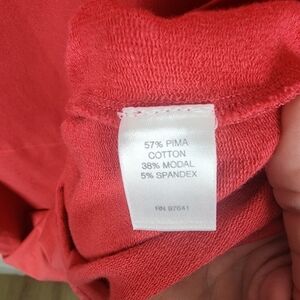 57% PIMA
COTTON
38% MODAL
5% SPANDEX
RN 97641